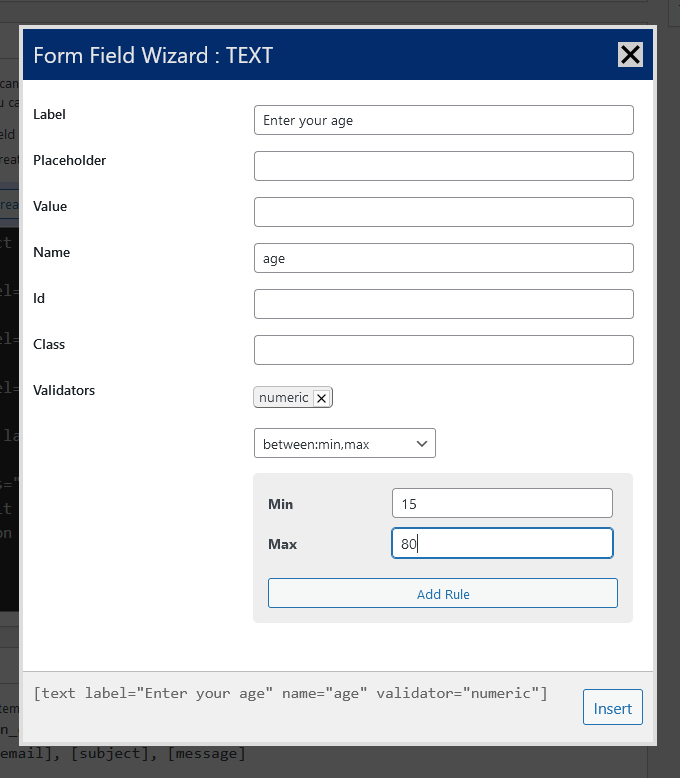 Form Field Wizard : TEXT
Label
Enter your age
Placeholder
Value
Name
age
Id
Class
Validators
numeric
between:min,max
Min
15
Max
80
Add Rule
[text label="Enter your age" name="age" validator="numeric"]
Insert
email], [subject], [message]